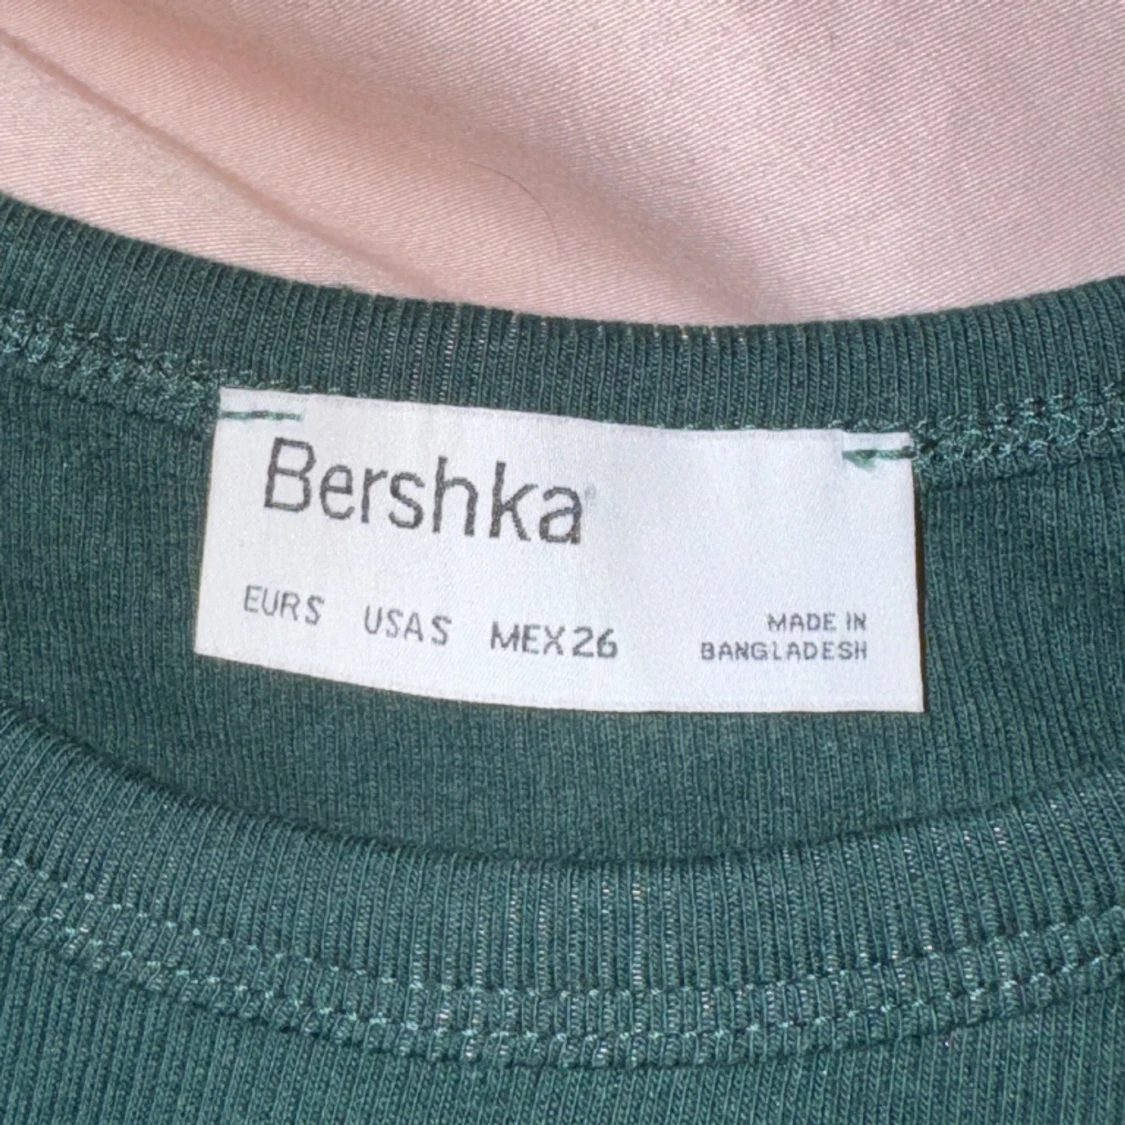 Bershka
EUR S USA S MEX 26
MADE IN
BANGLADESH